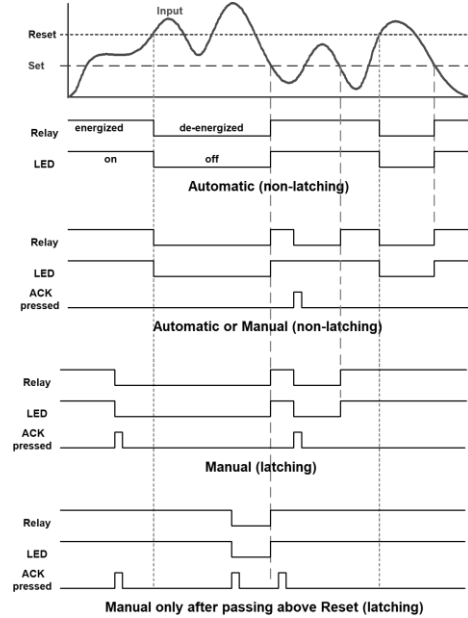 Input
Reset
Set
energized de-energized
Relay
on off
LED
Automatic (non-latching)
Relay
LED
ACK
pressed
Automatic or Manual (non-latching)
Relay
LED
ACK
pressed
Manual (latching)
Relay
LED
ACK
pressed
Manual only after passing above Reset (latching)